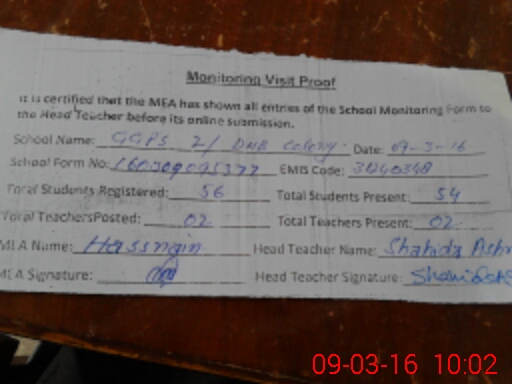 Monitoring Visit Proof
It is certified that the MEA has shown all entries of the School Monitoring Form to
the Head Teacher before its online submission.
School Name: GGPS 2/ DNB Colony Date: 09-3-16
School Form No: 160309095377 EMIS Code: 31240348
Total Students Registered: 56 Total Students Present: 54
Total Teachers Posted: 02 Total Teachers Present: 02
MEA Name: Hassnain Head Teacher Name: Shahida Ashr
MEA Signature: Head Teacher Signature:
09-03-16 10:02